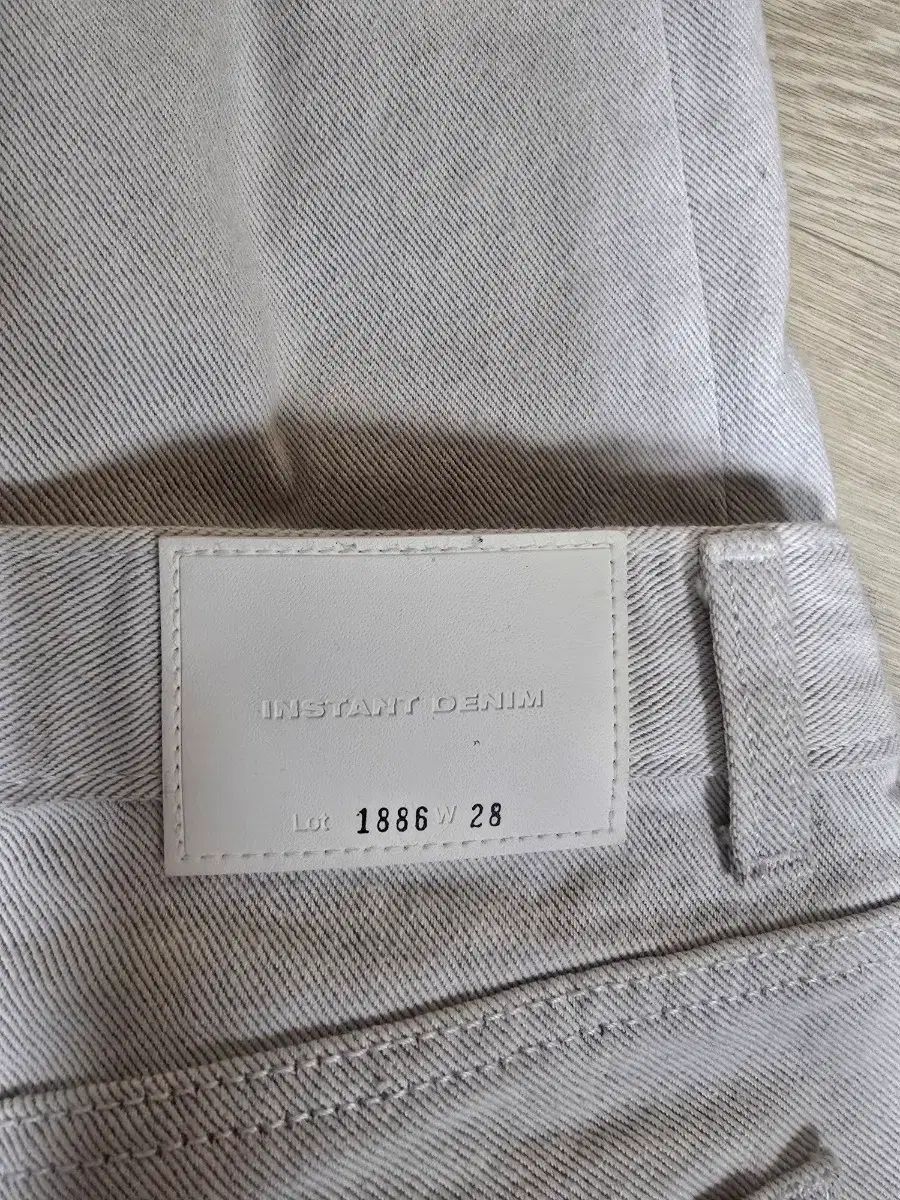 INSTANT DENIM
Lot 1886 W 28